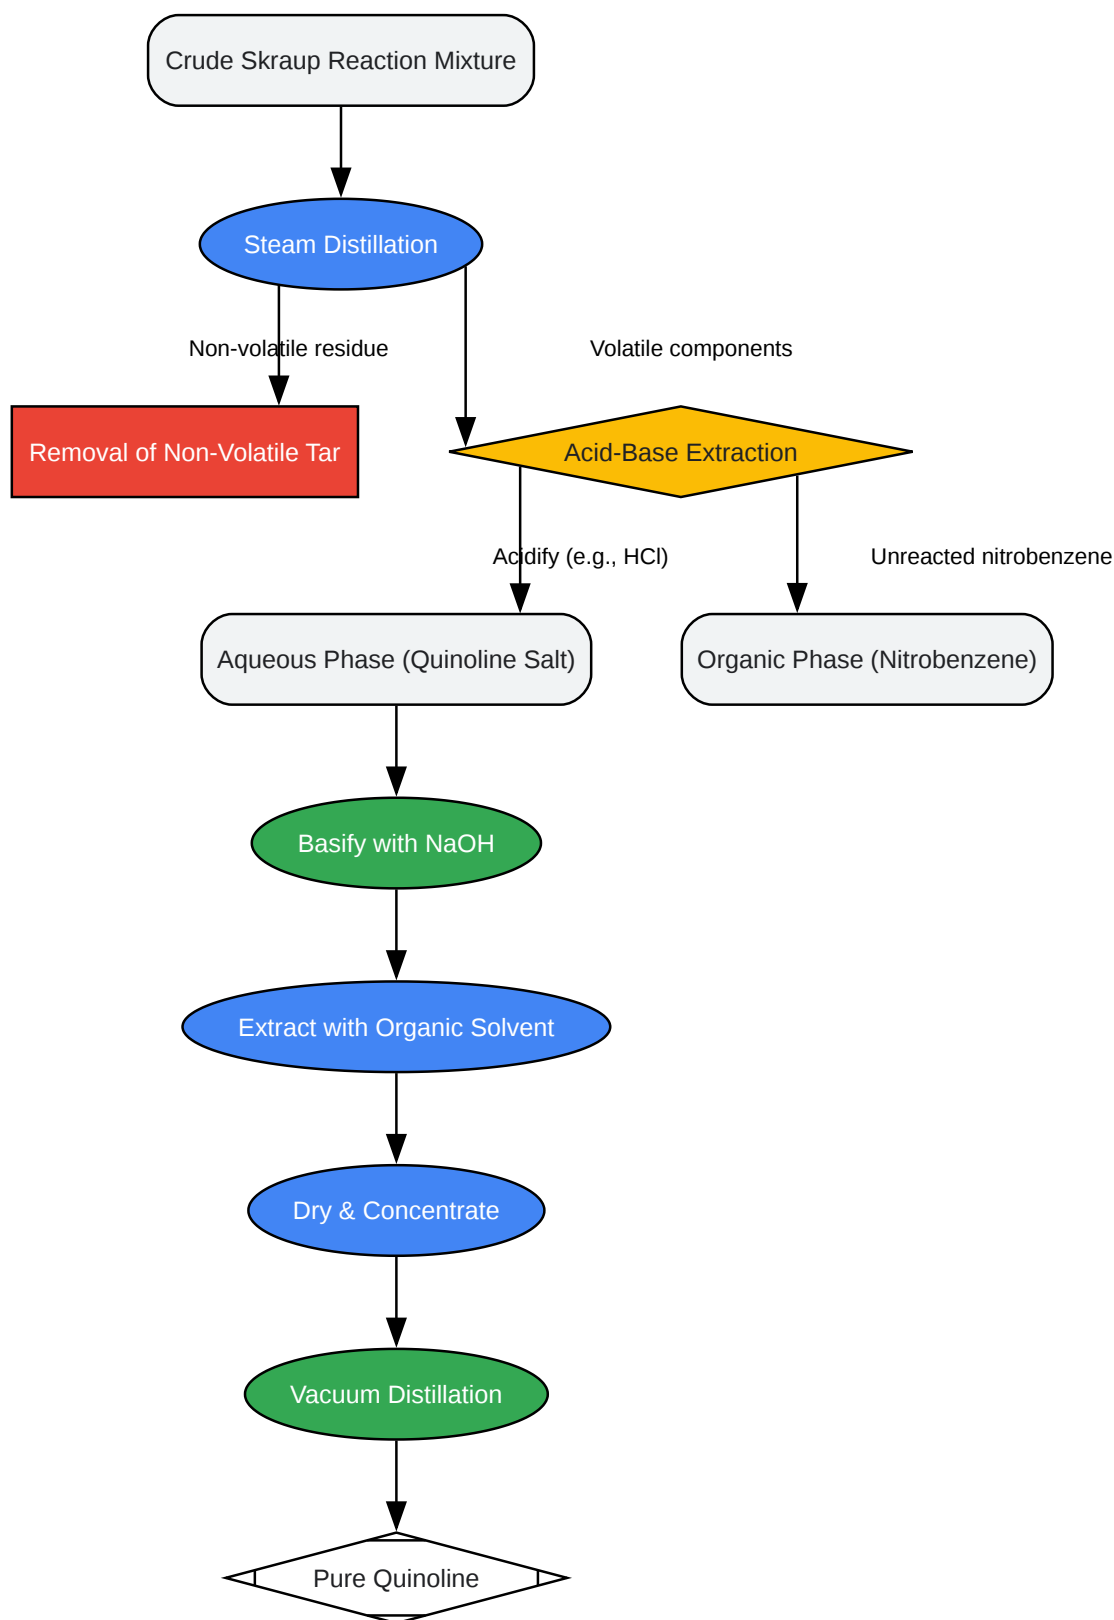 Crude Skraup Reaction Mixture
Steam Distillation
Non-volatile residue
Volatile components
Removal of Non-Volatile Tar
Acid-Base Extraction
Acidify (e.g., HCl)
Unreacted nitrobenzene
Aqueous Phase (Quinoline Salt)
Organic Phase (Nitrobenzene)
Basify with NaOH
Extract with Organic Solvent
Dry & Concentrate
Vacuum Distillation
Pure Quinoline